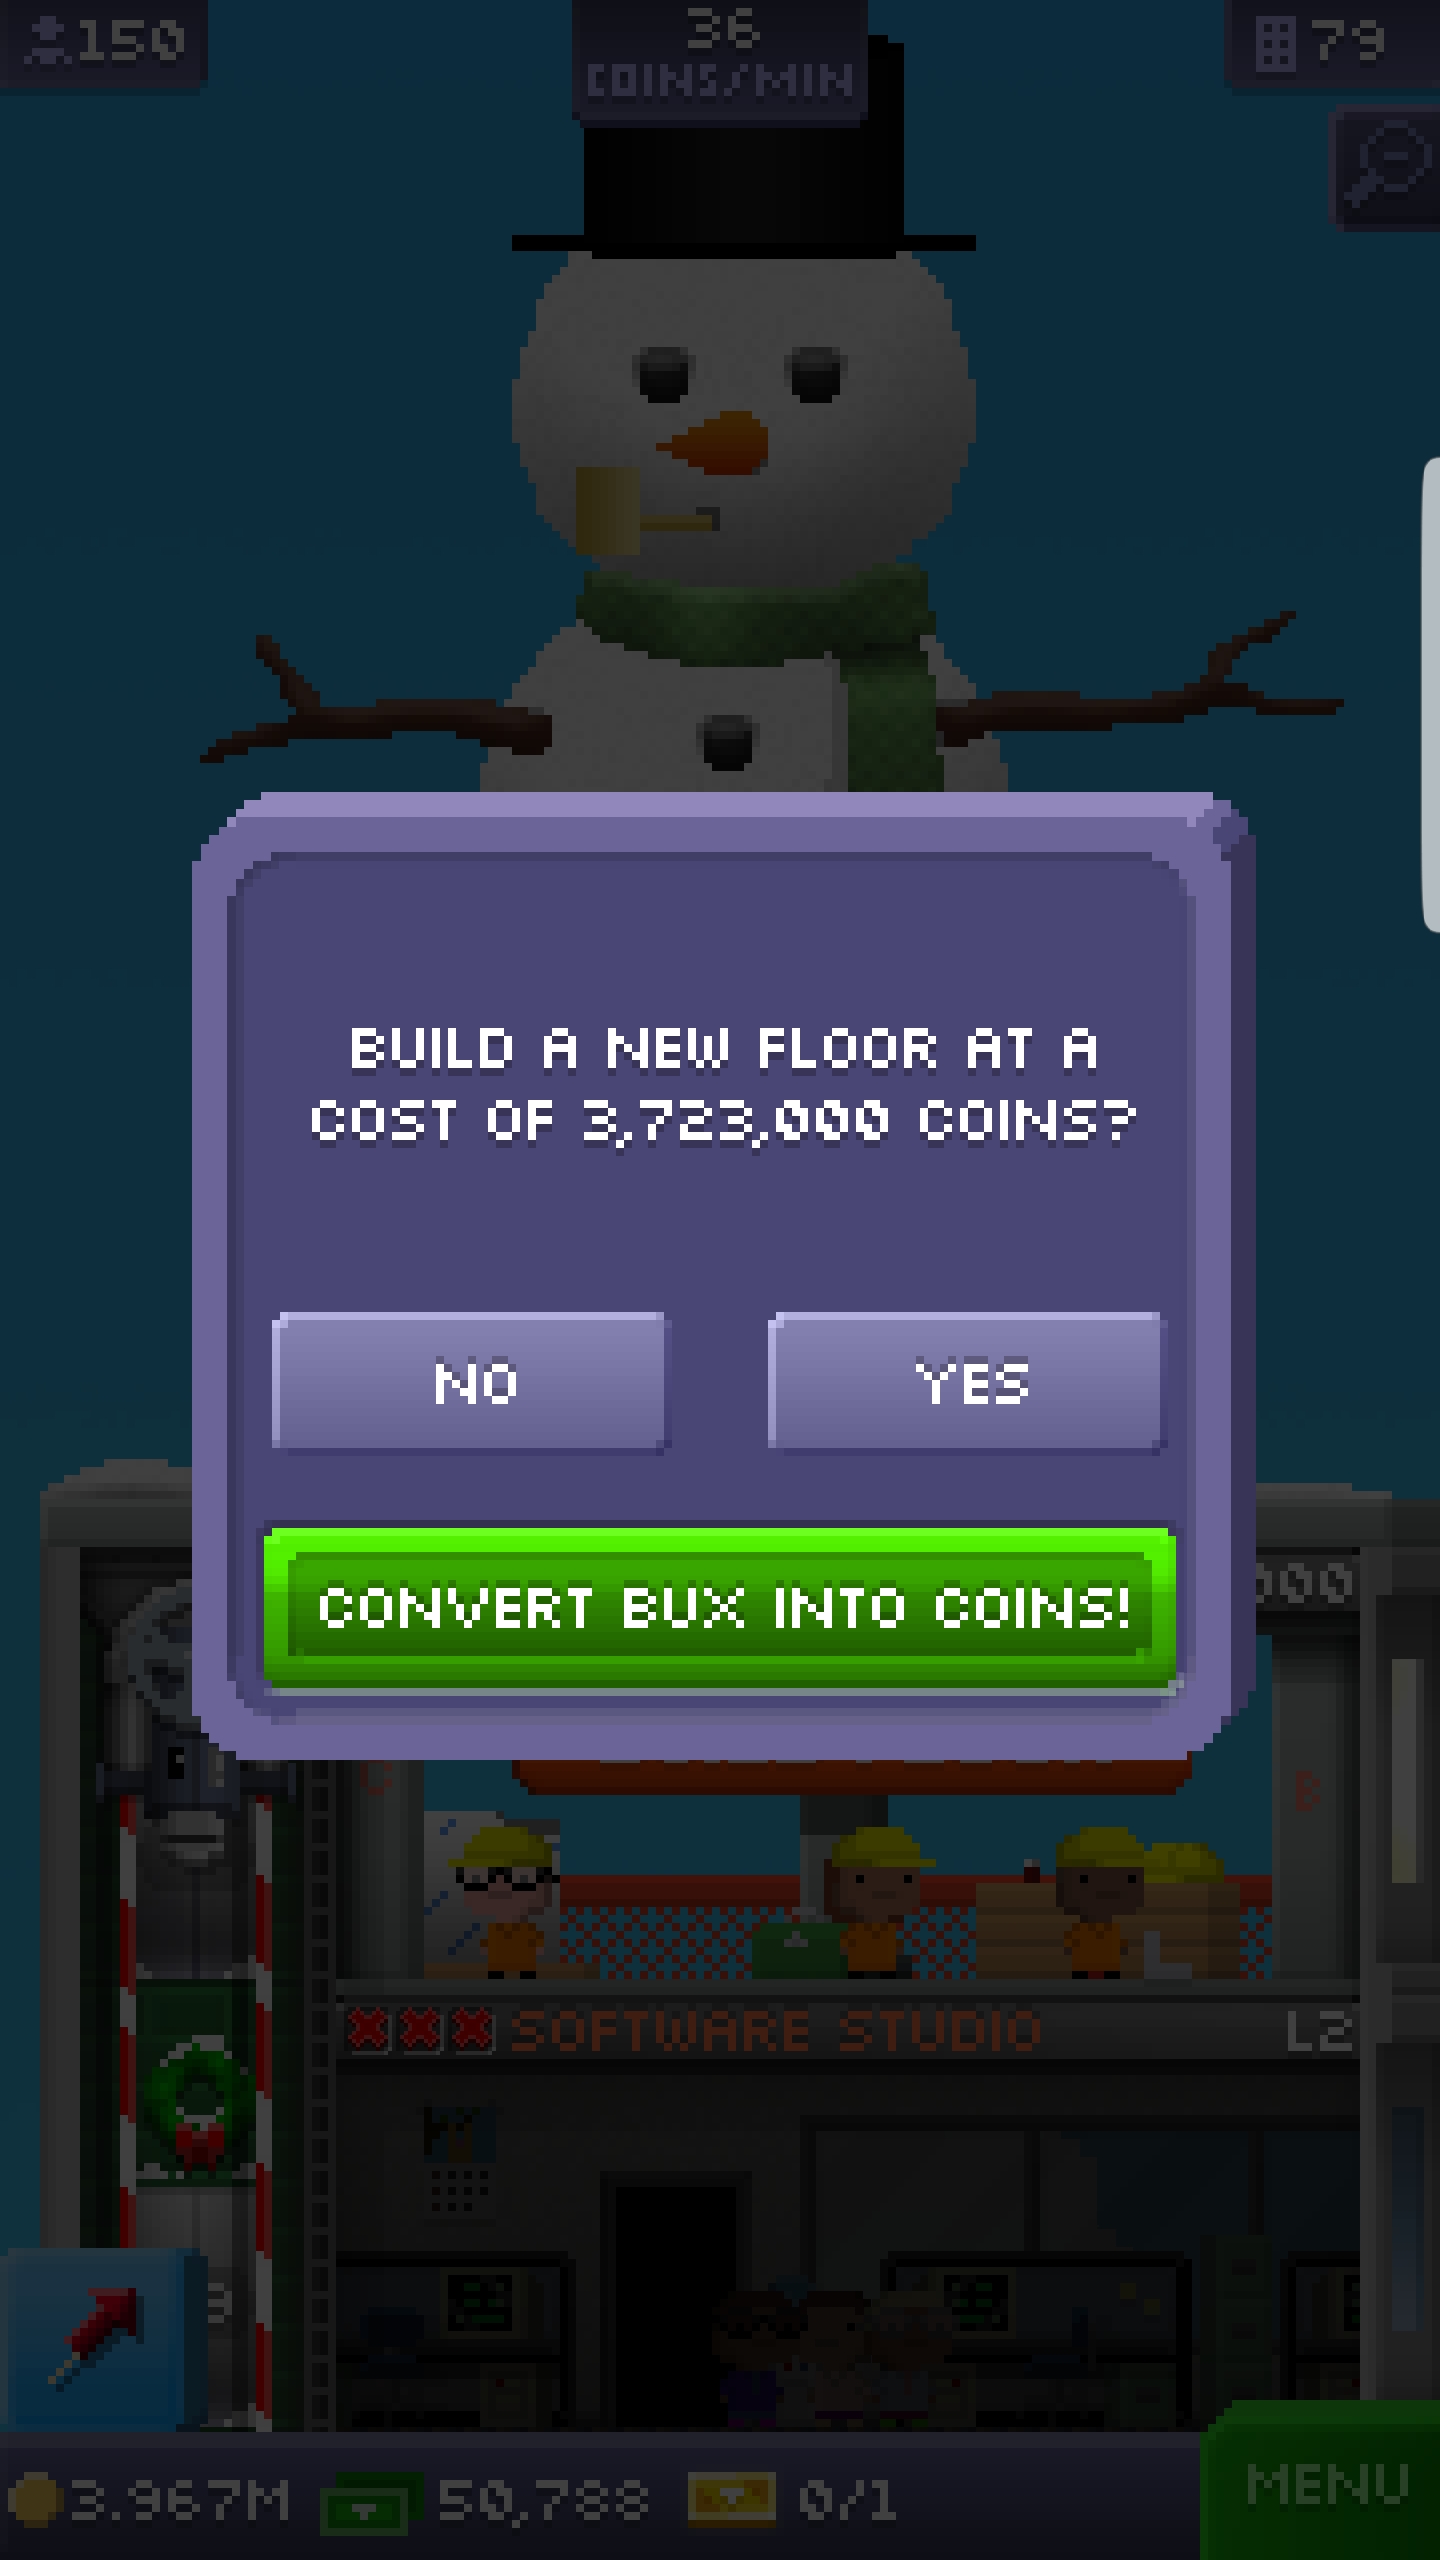 150
36
COINS/MIN
79
BUILD A NEW FLOOR AT A
COST OF 3,723,000 COINS?
NO
YES
CONVERT BUX INTO COINS!
000
C
B
SOFTWARE STUDIO
L2
3.967M
50,788
0/1
MENU